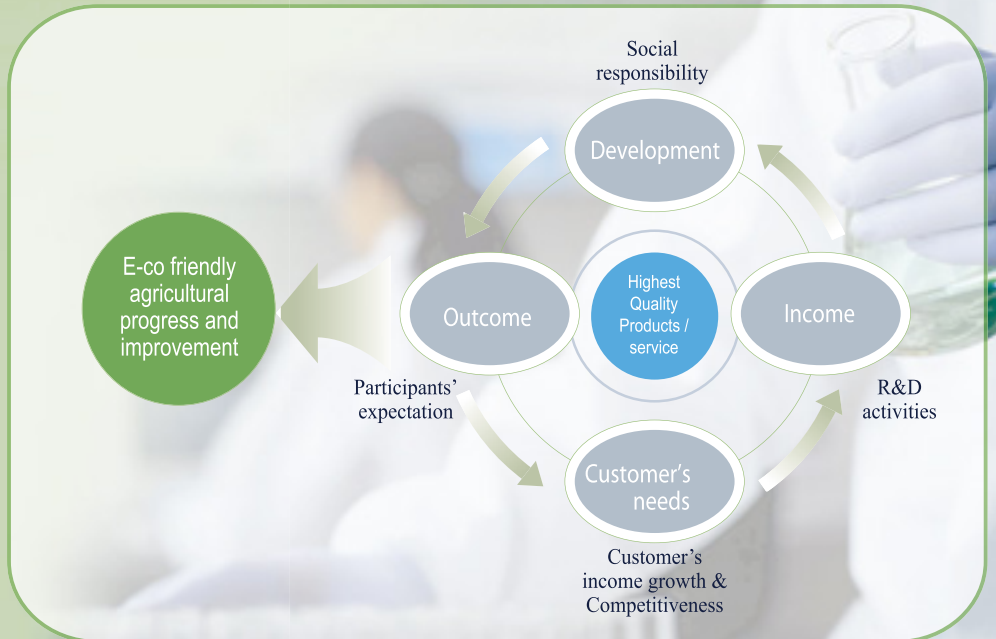 Social
responsibility
Development
E-co friendly
agricultural
progress and
improvement
Outcome
Highest
Quality
Products /
service
Income
Participants’
expectation
R&D
activities
Customer’s
needs
Customer’s
income growth &
Competitiveness